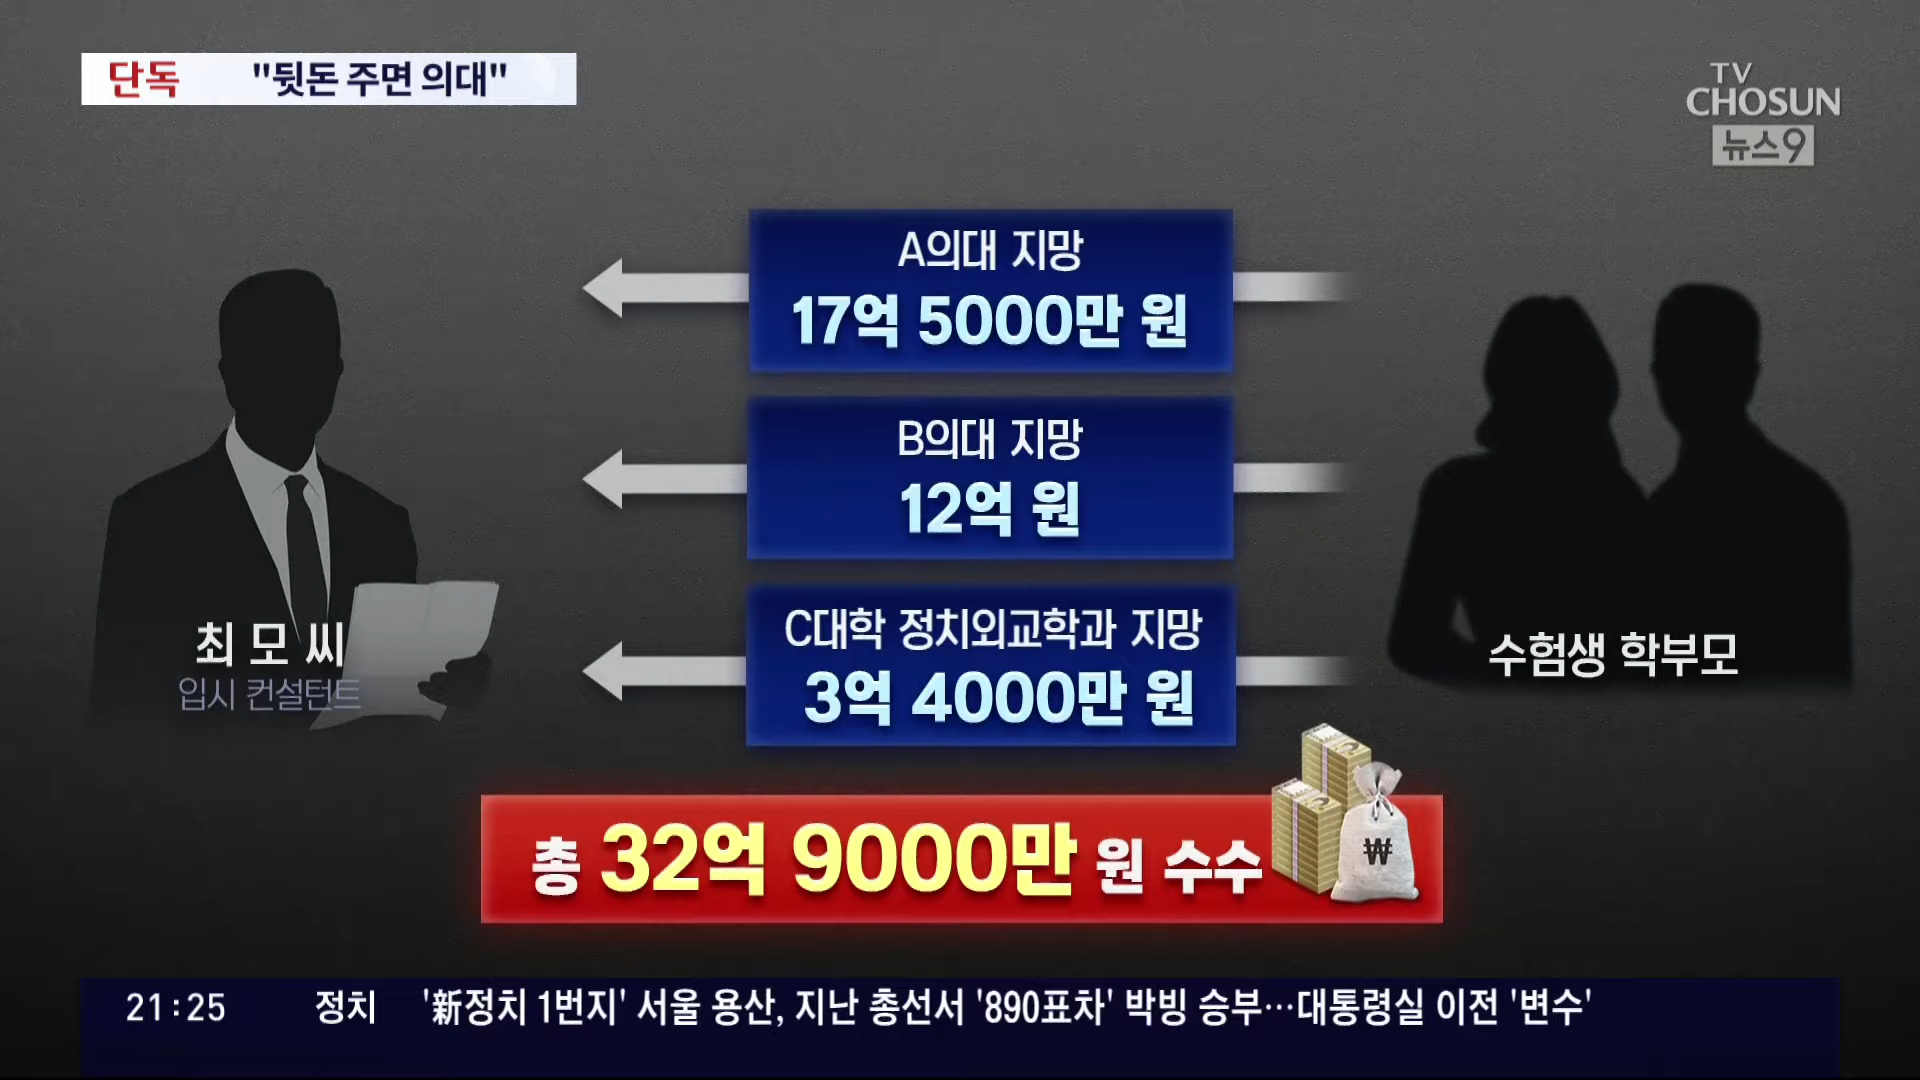 단독 "뒷돈 주면 의대"
TV
CHOSUN
뉴스9
A의대 지망
17억 5000만 원
B의대 지망
12억 원
C대학 정치외교학과 지망
3억 4000만 원
최 모 씨
입시 컨설턴트
수험생 학부모
총 32억 9000만 원 수수
₩
21:25 정치 '新정치 1번지' 서울 용산, 지난 총선서 '890표차' 박빙 승부…대통령실 이전 '변수'